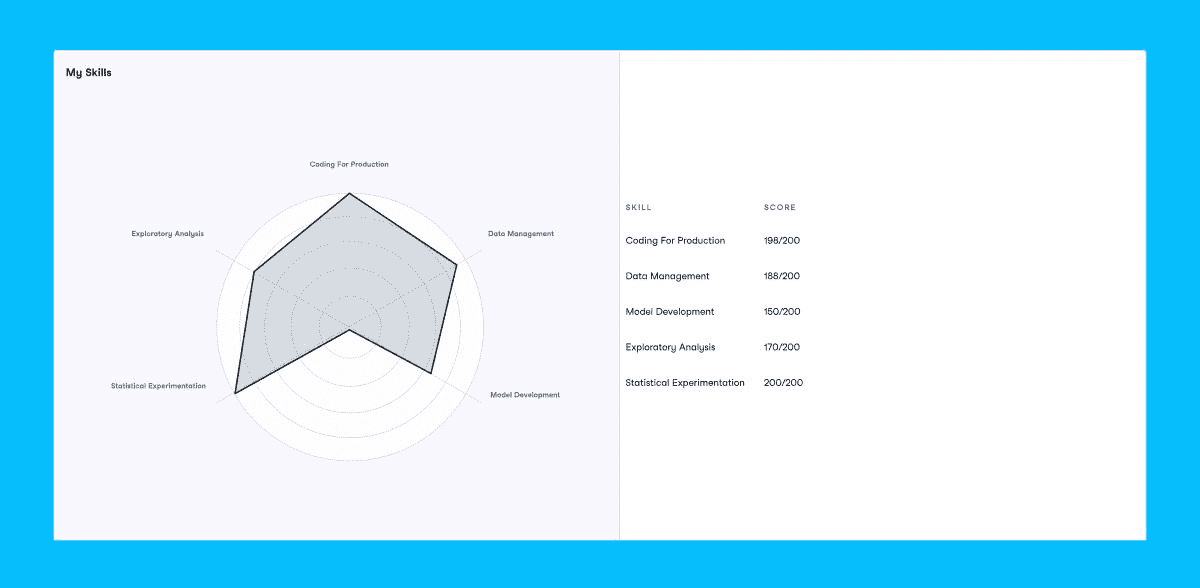 My Skills
Coding For Production
Exploratory Analysis
Data Management
Statistical Experimentation
Model Development
SKILL SCORE
Coding For Production 198/200
Data Management 188/200
Model Development 150/200
Exploratory Analysis 170/200
Statistical Experimentation 200/200